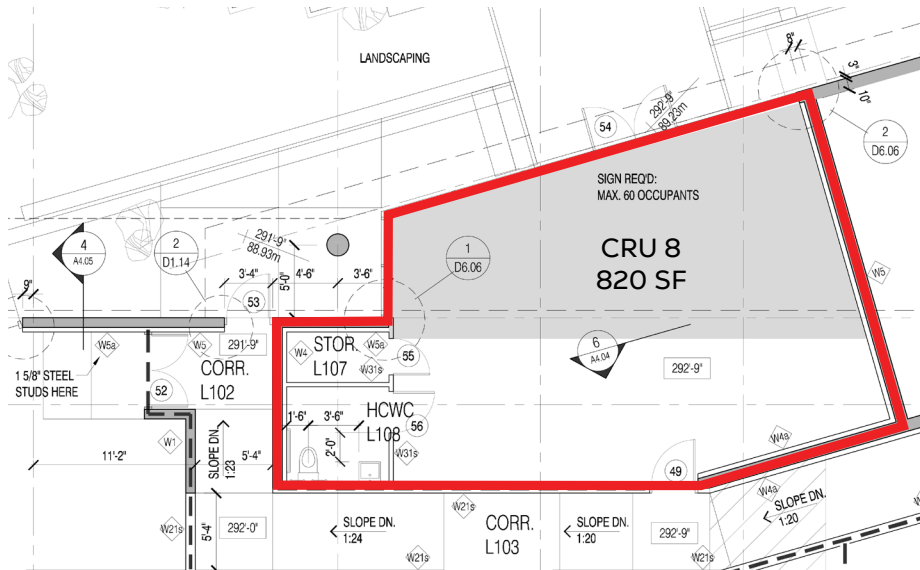 LANDSCAPING
8"
3"
10"
54
292'-9"
89.23m
2
D6.06
SIGN REQ'D:
MAX. 60 OCCUPANTS
CRU 8
820 SF
4
A4.05
2
D1.14
291'-9"
88.93m
1
D6.06
9"
3'-4"
5'-0"
4'-6"
3'-6"
53
W5
W5a
W5
291'-9"
W4
STOR.
L107
W5a
W31s
55
6
A4.04
292'-9"
1 5/8" STEEL
STUDS HERE
52
CORR.
L102
1'-6"
3'-6"
HCWC
L108
56
2'-0"
W31s
W1
SLOPE DN.
1:23
11'-2"
5'-4"
49
W4a
W4a
W21s
5'-4"
292'-0"
SLOPE DN.
1:24
W21s
CORR.
L103
SLOPE DN.
1:20
292'-9"
SLOPE DN.
1:20
W21s
W21s